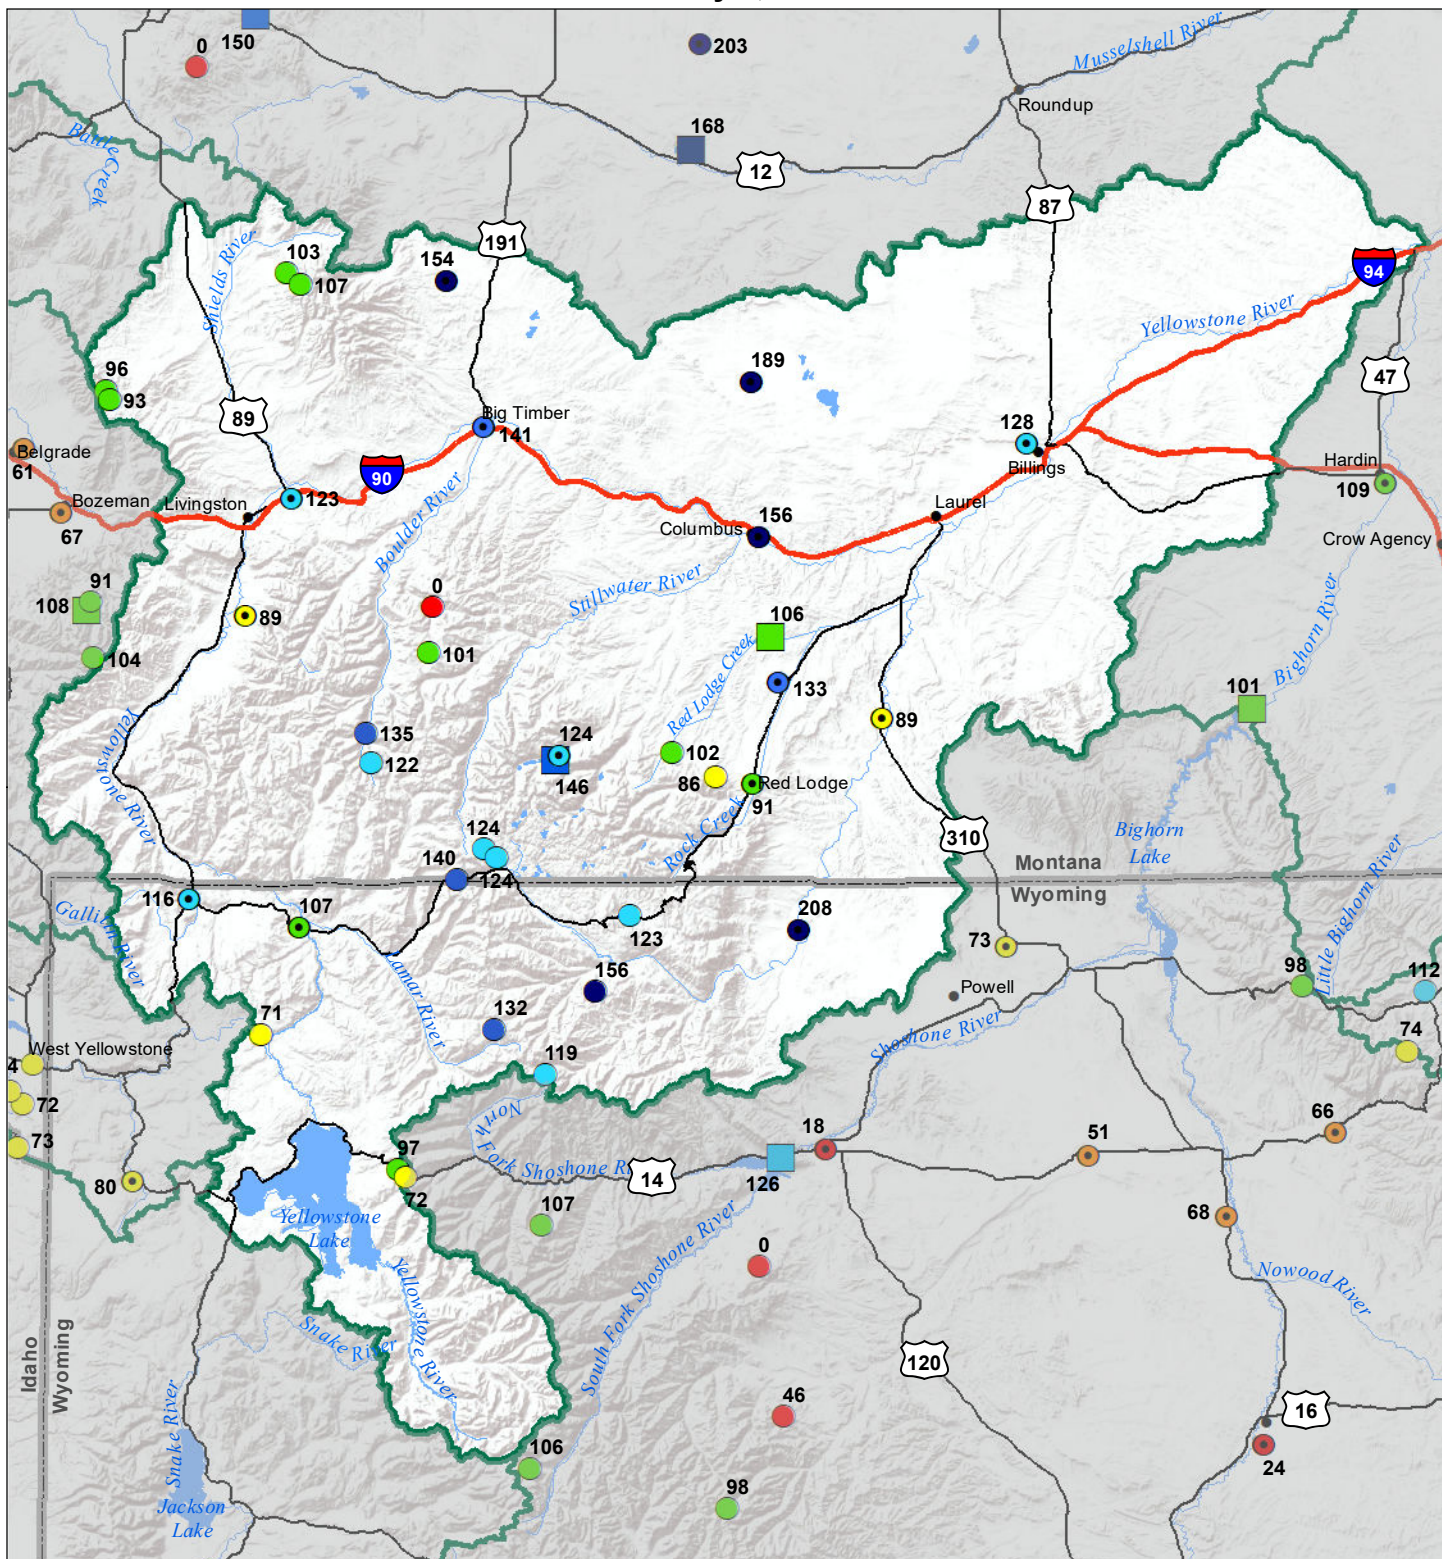 150
0
203
Musselshell River
Roundup
168
12
Battle Creek
87
191
103
107
154
Shields River
94
Yellowstone River
96
93
89
189
47
Big Timber
141
128
Billings
Hardin
109
Belgrade
61
Bozeman
67
Livingston
123
90
Boulder River
Laurel
Columbus
156
Crow Agency
91
108
104
89
0
101
Stillwater River
106
Red Lodge Creek
133
89
Bighorn River
101
Yellowstone River
135
122
124
146
102
86
Red Lodge
91
Rock Creek
310
Bighorn
Lake
124
124
140
Montana
Wyoming
Little Bighorn River
116
107
Gallatin River
123
208
73
98
112
Lamar River
156
132
Powell
Shoshone River
71
West Yellowstone
4
72
73
119
74
North
Fork Shoshone R
18
51
66
97
72
14
126
80
107
68
Yellowstone
Lake
Yellowstone River
South Fork Shoshone River
0
Nowood River
Snake River
Idaho
Wyoming
120
Snake River
46
16
24
106
98
Jackson
Lake